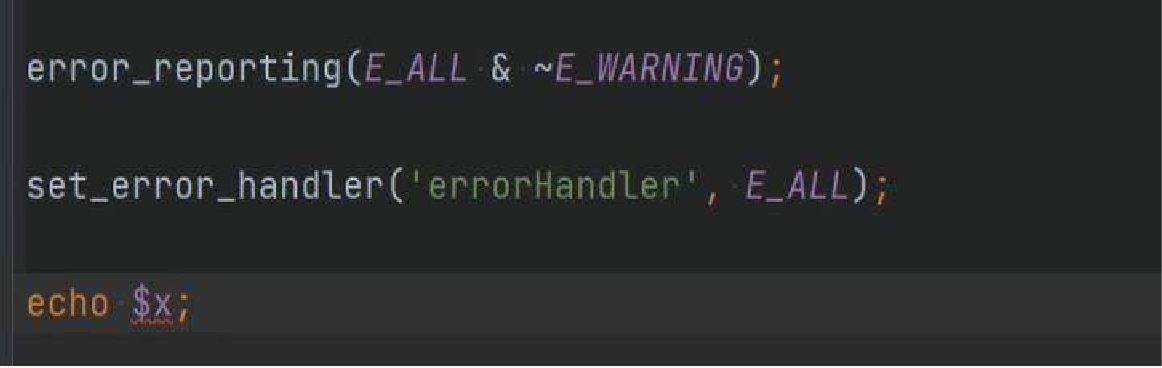 error_reporting(E_ALL & ~E_WARNING);
set_error_handler('errorHandler', E_ALL);
echo $x;